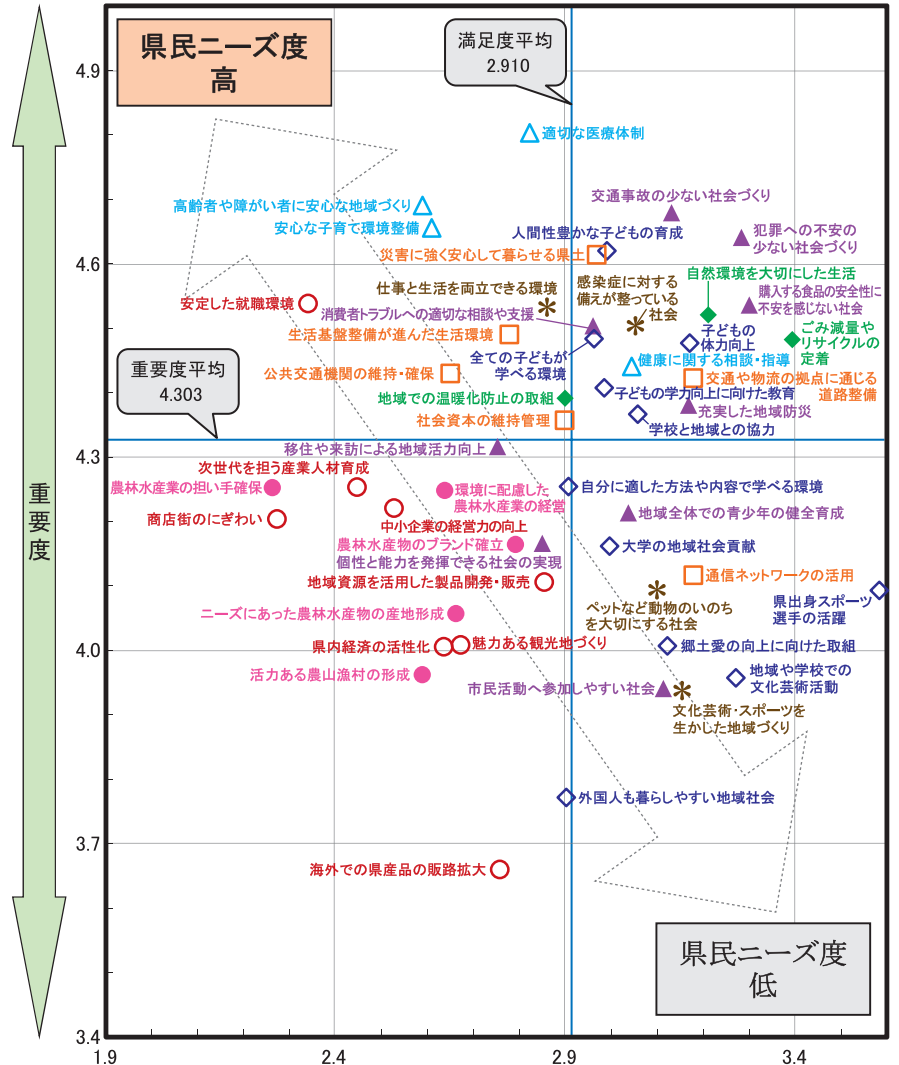 県民ニーズ度
高
満足度平均
2.910
4.9
適切な医療体制
交通事故の少ない社会づくり
高齢者や障がい者に安心な地域づくり
安心な子育て環境整備
人間性豊かな子どもの育成
犯罪への不安の
少ない社会づくり
災害に強く安心して暮らせる県土
4.6
自然環境を大切にした生活
仕事と生活を両立できる環境
感染症に対する
備えが整っている
社会
購入する食品の安全性に
不安を感じない社会
安定した就職環境
消費者トラブルへの適切な相談や支援
生活基盤整備が進んだ生活環境
子どもの
体力向上
ごみ減量や
リサイクルの
定着
全ての子どもが
学べる環境
健康に関する相談・指導
重要度平均
4.303
公共交通機関の維持・確保
交通や物流の拠点に通じる
道路整備
子どもの学力向上に向けた教育
地域での温暖化防止の取組
充実した地域防災
社会資本の維持管理
学校と地域との協力
移住や来訪による地域活力向上
4.3
次世代を担う産業人材育成
農林水産業の担い手確保
環境に配慮した
農林水産業の経営
自分に適した方法や内容で学べる環境
重要度
商店街のにぎわい
中小企業の経営力の向上
地域全体での青少年の健全育成
農林水産物のブランド確立
大学の地域社会貢献
個性と能力を発揮できる社会の実現
地域資源を活用した製品開発・販売
通信ネットワークの活用
県出身スポーツ
選手の活躍
ニーズにあった農林水産物の産地形成
ペットなど動物のいのち
を大切にする社会
県内経済の活性化
魅力ある観光地づくり
4.0
郷土愛の向上に向けた取組
活力ある農山漁村の形成
地域や学校での
文化芸術活動
市民活動へ参加しやすい社会
文化芸術・スポーツを
生かした地域づくり
外国人も暮らしやすい地域社会
3.7
海外での県産品の販路拡大
県民ニーズ度
低
3.4
1.9
2.4
2.9
3.4